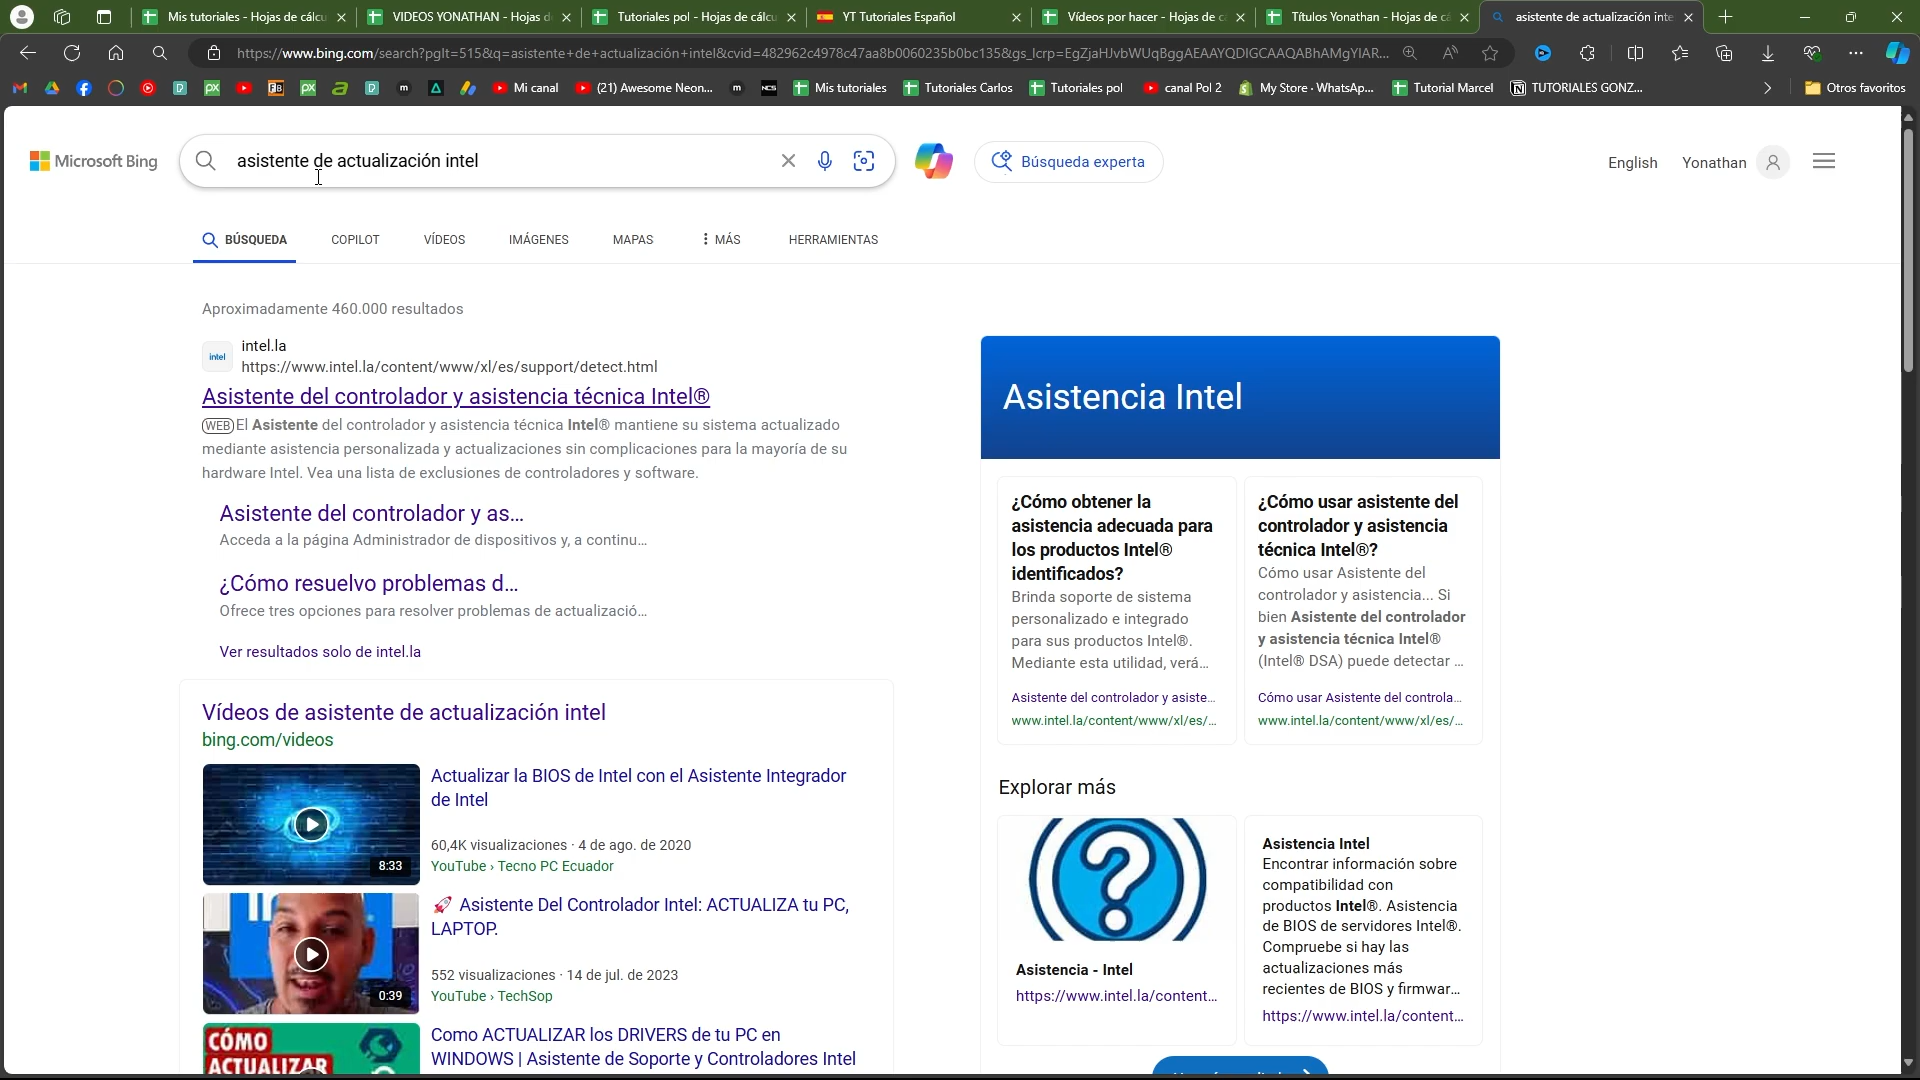 Mis tutoriales - Hojas de cálcu
VIDEOS YONATHAN - Hojas d
Tutoriales pol - Hojas de cálcu
YT Tutoriales Español
Vídeos por hacer - Hojas de c
Títulos Yonathan - Hojas de cá
asistente de actualización inte
https://www.bing.com/search?pglt=515&q=asistente+de+actualización+intel&cvid=482962c4978c47aa8b0060235b0bc135&gs_lcrp=EgZjaHJvbWUqBggAEAAYQDIGCAAQABhAMgYIAR...
Mi canal
(21) Awesome Neon...
Mis tutoriales
Tutoriales Carlos
Tutoriales pol
canal Pol 2
My Store · WhatsAp...
Tutorial Marcel
TUTORIALES GONZ...
Otros favoritos
Microsoft Bing
asistente de actualización intel
Búsqueda experta
English
Yonathan
BÚSQUEDA
COPILOT
VÍDEOS
IMÁGENES
MAPAS
MÁS
HERRAMIENTAS
Aproximadamente 460.000 resultados
intel
intel.la
https://www.intel.la/content/www/xl/es/support/detect.html
Asistente del controlador y asistencia técnica Intel®
WEB El Asistente del controlador y asistencia técnica Intel® mantiene su sistema actualizado
mediante asistencia personalizada y actualizaciones sin complicaciones para la mayoría de su
hardware Intel. Vea una lista de exclusiones de controladores y software.
Asistente del controlador y as...
Acceda a la página Administrador de dispositivos y, a continu...
¿Cómo resuelvo problemas d...
Ofrece tres opciones para resolver problemas de actualizació...
Ver resultados solo de intel.la
Vídeos de asistente de actualización intel
bing.com/videos
8:33
Actualizar la BIOS de Intel con el Asistente Integrador
de Intel
60,4K visualizaciones · 4 de ago. de 2020
YouTube › Tecno PC Ecuador
0:39
🚀 Asistente Del Controlador Intel: ACTUALIZA tu PC,
LAPTOP.
552 visualizaciones · 14 de jul. de 2023
YouTube › TechSop
CÓMO
ACTUALIZAR
Como ACTUALIZAR los DRIVERS de tu PC en
WINDOWS | Asistente de Soporte y Controladores Intel
Asistencia Intel
¿Cómo obtener la
asistencia adecuada para
los productos Intel®
identificados?
Brinda soporte de sistema
personalizado e integrado
para sus productos Intel®.
Mediante esta utilidad, verá...
Asistente del controlador y asiste...
www.intel.la/content/www/xl/es/...
¿Cómo usar asistente del
controlador y asistencia
técnica Intel®?
Cómo usar Asistente del
controlador y asistencia... Si
bien Asistente del controlador
y asistencia técnica Intel®
(Intel® DSA) puede detectar ...
Cómo usar Asistente del controla...
www.intel.la/content/www/xl/es/...
Explorar más
Asistencia - Intel
https://www.intel.la/content...
Asistencia Intel
Encontrar información sobre
compatibilidad con
productos Intel®. Asistencia
de BIOS de servidores Intel®.
Compruebe si hay las
actualizaciones más
recientes de BIOS y firmwar...
https://www.intel.la/content...